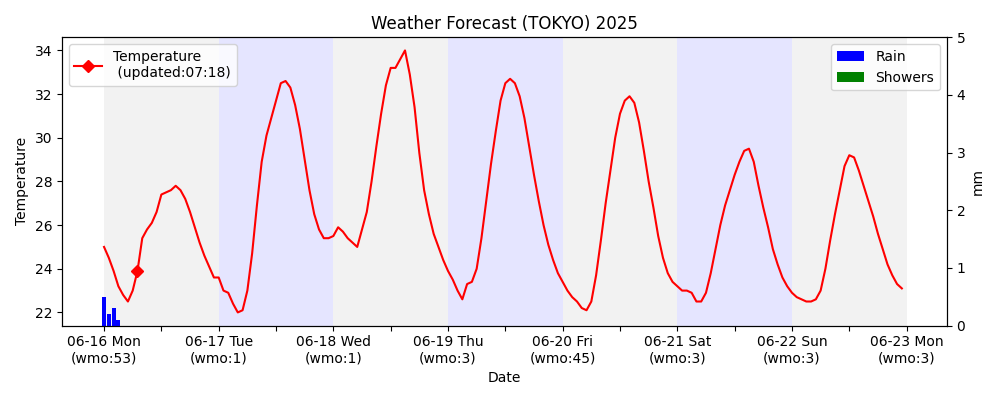 Weather Forecast (TOKYO) 2025
Temperature
(updated:07:18)
Rain
Showers
34
32
30
28
26
24
22
Temperature
5
4
3
2
1
0
mm
06-16 Mon
(wmo:53)
06-17 Tue
(wmo:1)
06-18 Wed
(wmo:1)
06-19 Thu
(wmo:3)
06-20 Fri
(wmo:45)
06-21 Sat
(wmo:3)
06-22 Sun
(wmo:3)
06-23 Mon
(wmo:3)
Date